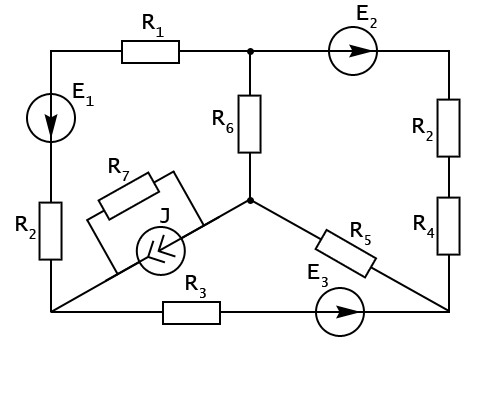 R₁
E₂
E₁
R₆
R₂
R₇
R₂
J
R₄
R₅
E₃
R₃